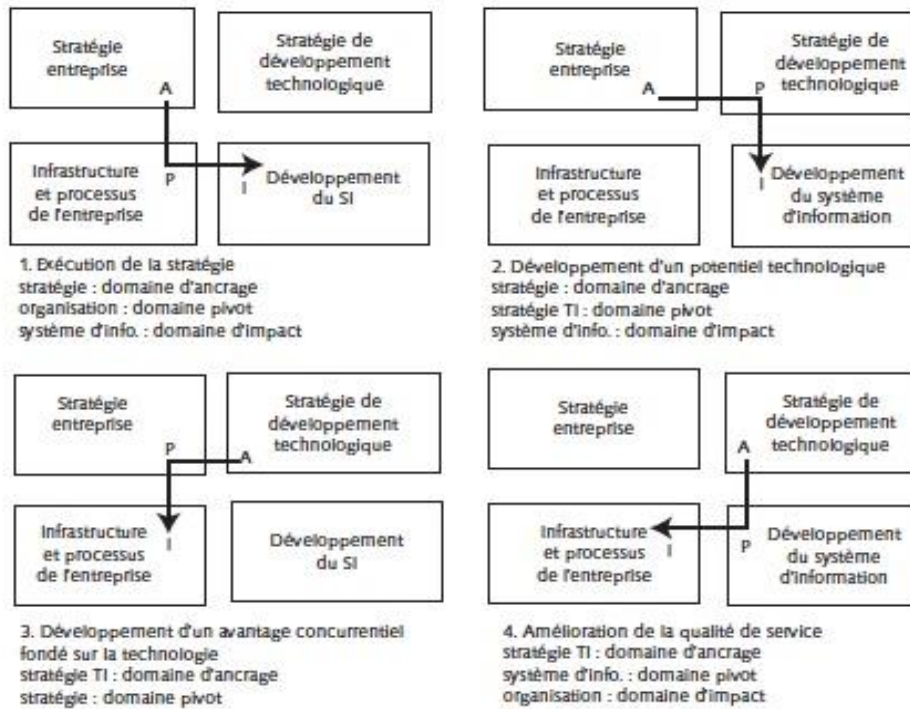 Stratégie
entreprise
A
Stratégie de
développement
technologique
Infrastructure
et processus
de l'entreprise
P
I
Développement
du SI
1. Exécution de la stratégie
stratégie : domaine d'ancrage
organisation : domaine pivot
système d'info. : domaine d'impact
Stratégie
entreprise
A
Stratégie de
développement
technologique
P
Infrastructure
et processus
de l'entreprise
I
Développement
du système
d'information
2. Développement d'un potentiel technologique
stratégie : domaine d'ancrage
stratégie TI : domaine pivot
système d'info. : domaine d'impact
Stratégie
entreprise
P
Stratégie de
développement
technologique
A
Infrastructure
et processus
de l'entreprise
I
Développement
du SI
3. Développement d'un avantage concurrentiel
fondé sur la technologie
stratégie TI : domaine d'ancrage
stratégie : domaine pivot
Stratégie
entreprise
Stratégie de
développement
technologique
A
Infrastructure
et processus
de l'entreprise
I
P
Développement
du système
d'information
4. Amélioration de la qualité de service
stratégie TI : domaine d'ancrage
système d'info. : domaine pivot
organisation : domaine d'impact